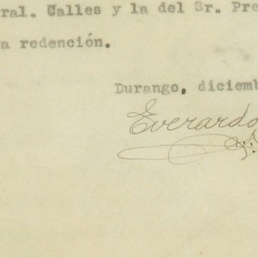 ral. Calles y la del Sr. Pre
a redención.
Durango, diciemb
Everardo